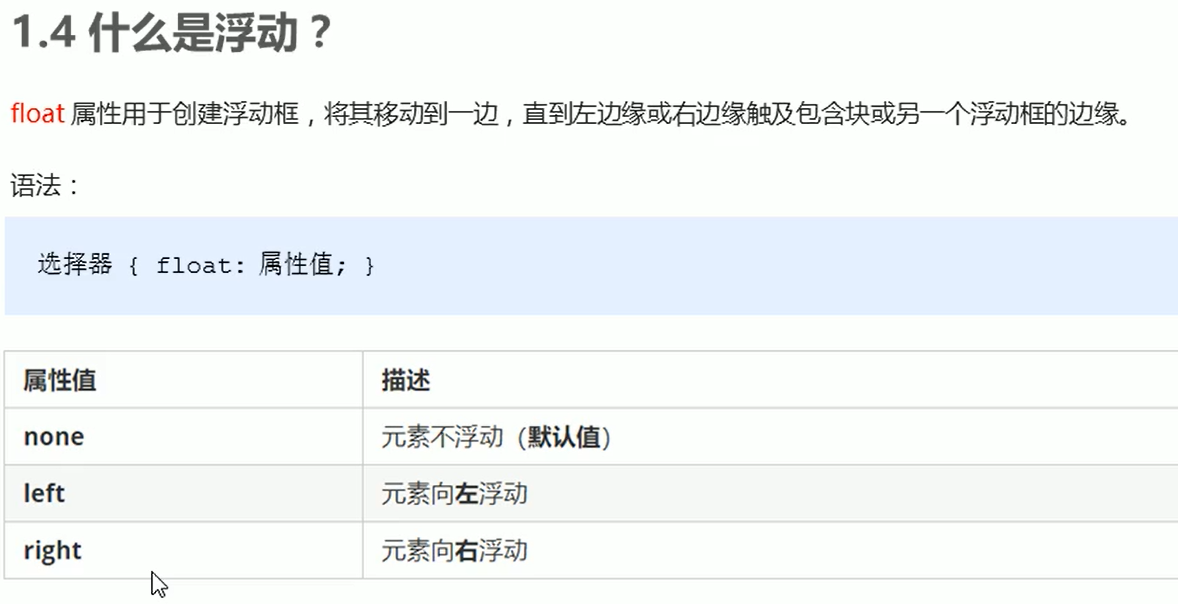 1.4 什么是浮动？
float 属性用于创建浮动框，将其移动到一边，直到左边缘或右边缘触及包含块或另一个浮动框的边缘。
语法：
选择器 { float: 属性值; }
属性值 描述
none 元素不浮动（默认值）
left 元素向左浮动
right 元素向右浮动